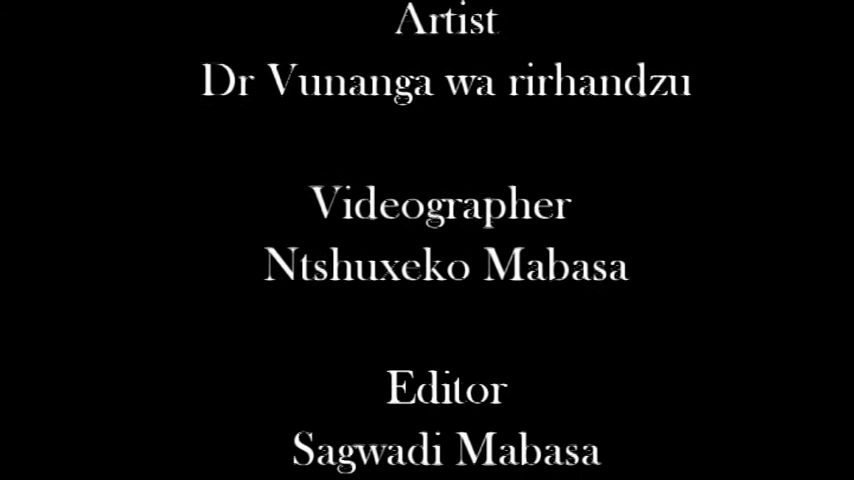 Artist
Dr Vunanga wa rirhandzu
Videographer
Ntshuxeko Mabasa
Editor
Sagwadi Mabasa